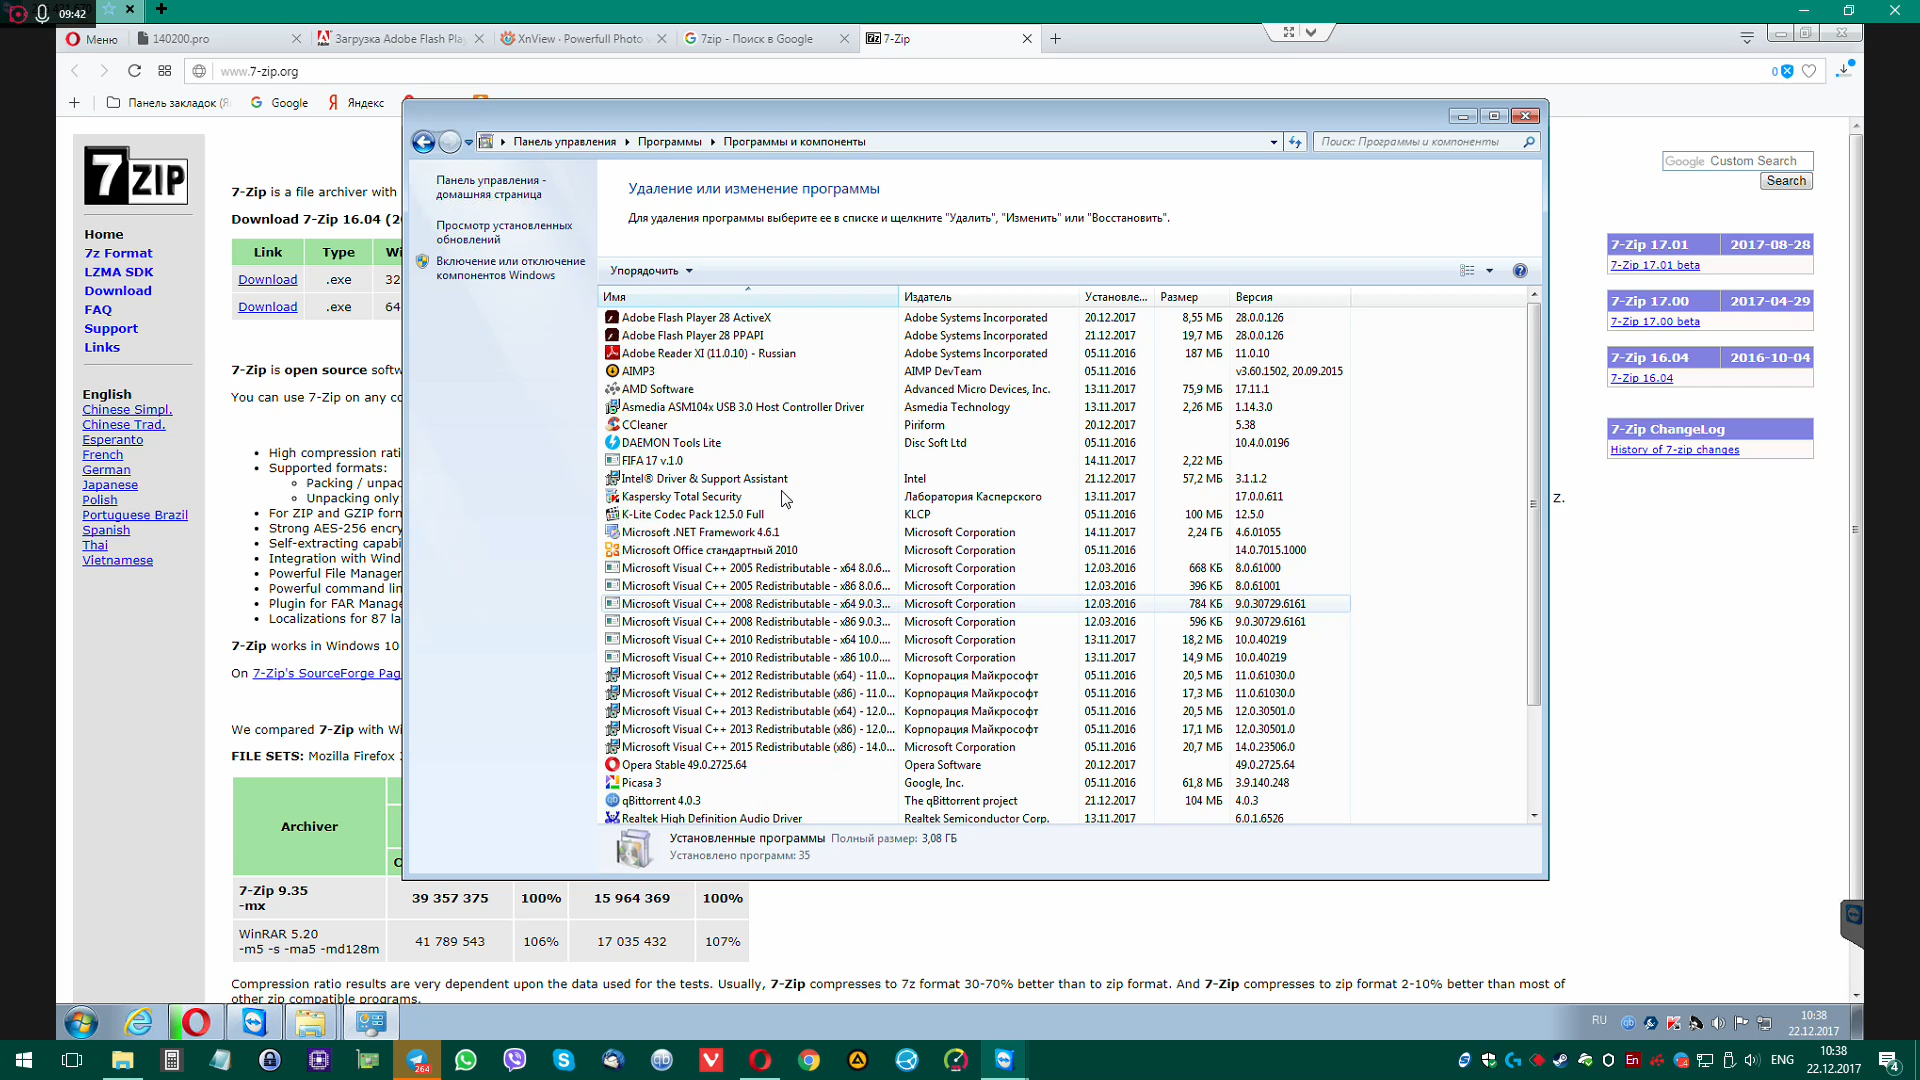 09:42
Меню
140200.pro
Загрузка Adobe Flash Pla
XnView · Powerfull Photo
7zip - Поиск в Google
7-Zip
www.7-zip.org
0
Панель закладок (Я
Google
Яндекс
7ZIP
Home
7z Format
LZMA SDK
Download
FAQ
Support
Links
English
Chinese Simpl.
Chinese Trad.
Esperanto
French
German
Japanese
Polish
Portuguese Brazil
Spanish
Thai
Vietnamese
7-Zip is a file archiver with
Download 7-Zip 16.04 (2
Link Type Wi
Download .exe 32
Download .exe 64
7-Zip is open source softw
You can use 7-Zip on any co
High compression rati
Supported formats:
Packing / unpac
Unpacking only:
For ZIP and GZIP form
Strong AES-256 encry
Self-extracting capabi
Integration with Wind
Powerful File Manager
Powerful command lin
Plugin for FAR Manage
Localizations for 87 la
7-Zip works in Windows 10
On 7-Zip's SourceForge Pag
We compared 7-Zip with Wi
FILE SETS: Mozilla Firefox
Archiver
7-Zip 9.35
-mx
39 357 375 100% 15 964 369 100%
WinRAR 5.20
-m5 -s -ma5 -md128m
41 789 543 106% 17 035 432 107%
Compression ratio results are very dependent upon the data used for the tests. Usually, 7-Zip compresses to 7z format 30-70% better than to zip format. And 7-Zip compresses to zip format 2-10% better than most of
other zip compatible programs.
Google Custom Search
Search
7-Zip 17.01 2017-08-28
7-Zip 17.01 beta
7-Zip 17.00 2017-04-29
7-Zip 17.00 beta
7-Zip 16.04 2016-10-04
7-Zip 16.04
7-Zip ChangeLog
History of 7-zip changes
z.
Панель управления Программы Программы и компоненты
Поиск: Программы и компоненты
Панель управления -
домашняя страница
Просмотр установленных
обновлений
Включение или отключение
компонентов Windows
Удаление или изменение программы
Для удаления программы выберите ее в списке и щелкните "Удалить", "Изменить" или "Восстановить".
Упорядочить
Имя Издатель Установле... Размер Версия
Adobe Flash Player 28 ActiveX Adobe Systems Incorporated 20.12.2017 8,55 МБ 28.0.0.126
Adobe Flash Player 28 PPAPI Adobe Systems Incorporated 21.12.2017 19,7 МБ 28.0.0.126
Adobe Reader XI (11.0.10) - Russian Adobe Systems Incorporated 05.11.2016 187 МБ 11.0.10
AIMP3 AIMP DevTeam 05.11.2016 v3.60.1502, 20.09.2015
AMD Software Advanced Micro Devices, Inc. 13.11.2017 75,9 МБ 17.11.1
Asmedia ASM104x USB 3.0 Host Controller Driver Asmedia Technology 13.11.2017 2,26 МБ 1.14.3.0
CCleaner Piriform 20.12.2017 5.38
DAEMON Tools Lite Disc Soft Ltd 05.11.2016 10.4.0.0196
FIFA 17 v.1.0 14.11.2017 2,22 МБ
Intel® Driver & Support Assistant Intel 21.12.2017 57,2 МБ 3.1.1.2
Kaspersky Total Security Лаборатория Касперского 13.11.2017 17.0.0.611
K-Lite Codec Pack 12.5.0 Full KLCP 05.11.2016 100 МБ 12.5.0
Microsoft .NET Framework 4.6.1 Microsoft Corporation 14.11.2017 2,24 ГБ 4.6.01055
Microsoft Office стандартный 2010 Microsoft Corporation 05.11.2016 14.0.7015.1000
Microsoft Visual C++ 2005 Redistributable - x64 8.0.6... Microsoft Corporation 12.03.2016 668 КБ 8.0.61000
Microsoft Visual C++ 2005 Redistributable - x86 8.0.6... Microsoft Corporation 12.03.2016 396 КБ 8.0.61001
Microsoft Visual C++ 2008 Redistributable - x64 9.0.3... Microsoft Corporation 12.03.2016 784 КБ 9.0.30729.6161
Microsoft Visual C++ 2008 Redistributable - x86 9.0.3... Microsoft Corporation 12.03.2016 596 КБ 9.0.30729.6161
Microsoft Visual C++ 2010 Redistributable - x64 10.0.... Microsoft Corporation 13.11.2017 18,2 МБ 10.0.40219
Microsoft Visual C++ 2010 Redistributable - x86 10.0.... Microsoft Corporation 13.11.2017 14,9 МБ 10.0.40219
Microsoft Visual C++ 2012 Redistributable (x64) - 11.0.... Корпорация Майкрософт 05.11.2016 20,5 МБ 11.0.61030.0
Microsoft Visual C++ 2012 Redistributable (x86) - 11.0.... Корпорация Майкрософт 05.11.2016 17,3 МБ 11.0.61030.0
Microsoft Visual C++ 2013 Redistributable (x64) - 12.0.... Корпорация Майкрософт 05.11.2016 20,5 МБ 12.0.30501.0
Microsoft Visual C++ 2013 Redistributable (x86) - 12.0.... Корпорация Майкрософт 05.11.2016 17,1 МБ 12.0.30501.0
Microsoft Visual C++ 2015 Redistributable (x86) - 14.0.... Microsoft Corporation 05.11.2016 20,7 МБ 14.0.23506.0
Opera Stable 49.0.2725.64 Opera Software 20.12.2017 49.0.2725.64
Picasa 3 Google, Inc. 05.11.2016 61,8 МБ 3.9.140.248
qBittorrent 4.0.3 The qBittorrent project 21.12.2017 104 МБ 4.0.3
Realtek High Definition Audio Driver Realtek Semiconductor Corp. 13.11.2017 6.0.1.6526
Установленные программы Полный размер: 3,08 ГБ
Установлено программ: 35
RU
10:38
22.12.2017
264
En
ENG
10:38
22.12.2017
4